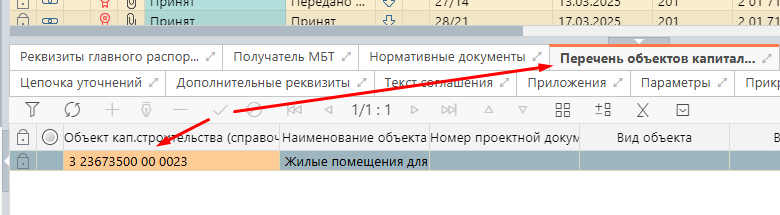 Принят Передано 27/14 13.03.2025 201 2 01 71
Принят Принят 28/21 17.03.2025 201 2 01 71
Реквизиты главного распор... Получатель МБТ Нормативные документы Перечень объектов капитал...
Цепочка уточнений Дополнительные реквизиты Текст соглашения Приложения Параметры Прикр
1/1 : 1
Объект кап.строительства (справоч Наименование объекта Номер проектной докум Вид объекта В
3 23673500 00 0023 Жилые помещения для